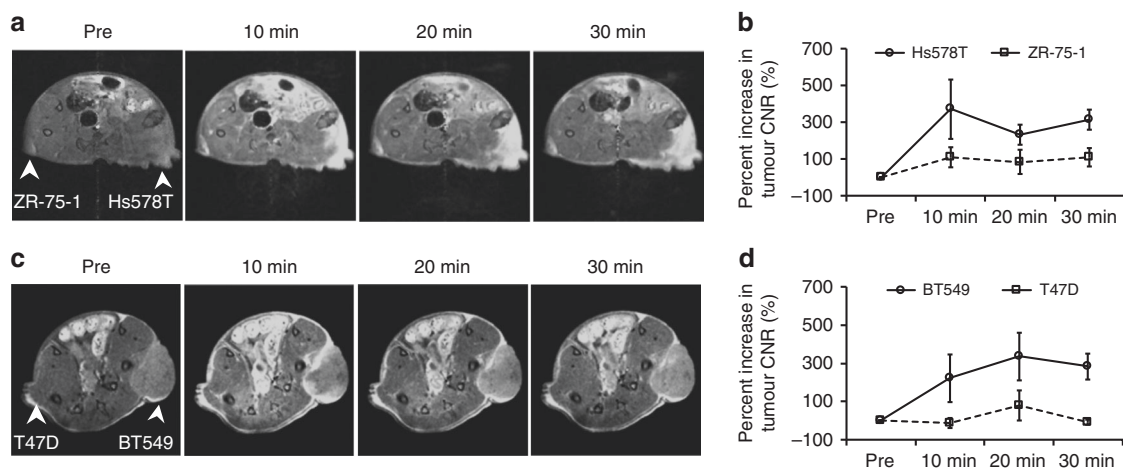 a
Pre 10 min 20 min 30 min
ZR-75-1 Hs578T
b
Hs578T ZR-75-1
Percent increase in
tumour CNR (%)
700
500
300
100
–100
Pre 10 min 20 min 30 min
c
Pre 10 min 20 min 30 min
T47D BT549
d
BT549 T47D
Percent increase in
tumour CNR (%)
700
500
300
100
–100
Pre 10 min 20 min 30 min